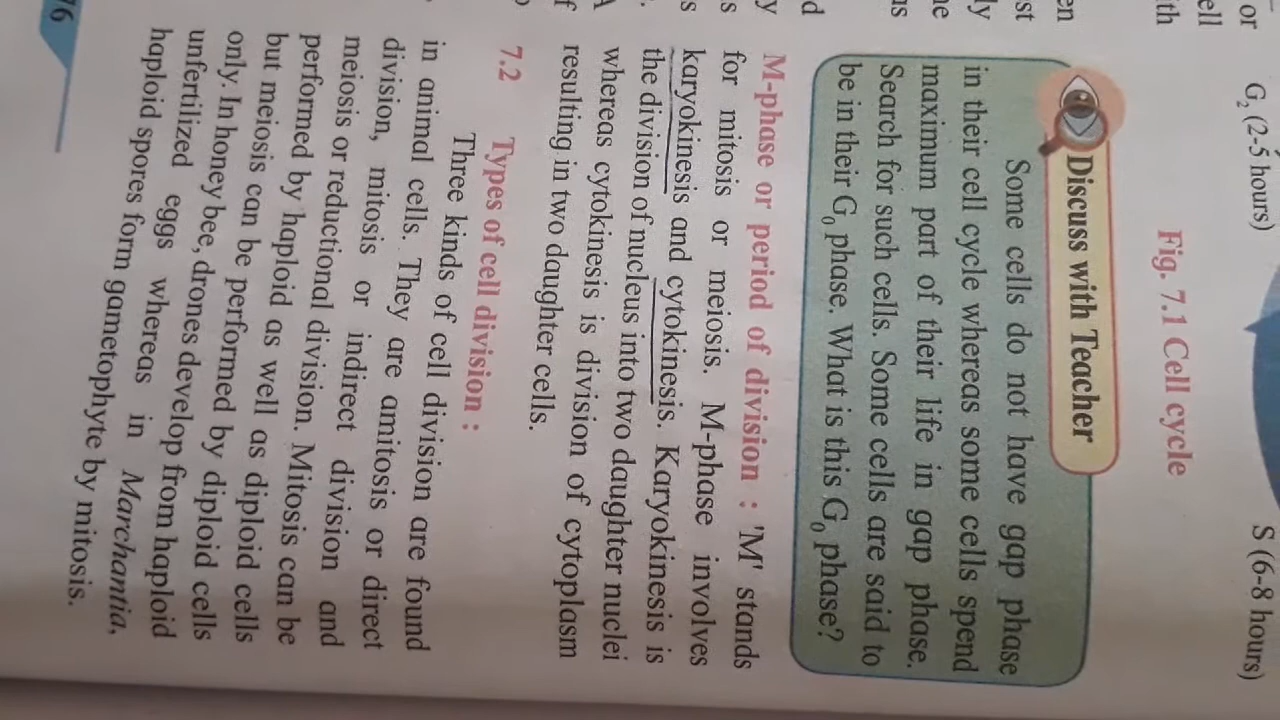 or
ell
ith
G₂ (2-5 hours)
S (6-8 hours)
Fig. 7.1 Cell cycle
Discuss with Teacher
Some cells do not have gap phase
in their cell cycle whereas some cells spend
maximum part of their life in gap phase.
Search for such cells. Some cells are said to
be in their G₀ phase. What is this G₀ phase?
M-phase or period of division : 'M' stands
for mitosis or meiosis. M-phase involves
karyokinesis and cytokinesis. Karyokinesis is
the division of nucleus into two daughter nuclei
whereas cytokinesis is division of cytoplasm
resulting in two daughter cells.
7.2 Types of cell division :
Three kinds of cell division are found
in animal cells. They are amitosis or direct
division, mitosis or indirect division and
meiosis or reductional division. Mitosis can be
performed by haploid as well as diploid cells
but meiosis can be performed by diploid cells
only. In honey bee, drones develop from haploid
unfertilized eggs whereas in Marchantia,
haploid spores form gametophyte by mitosis.
76